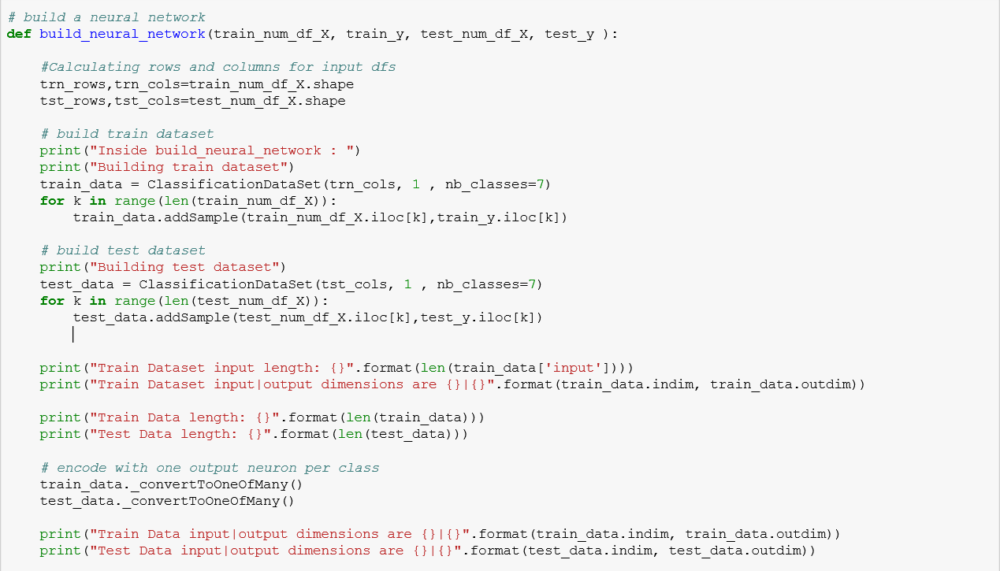 # build a neural network
def build_neural_network(train_num_df_X, train_y, test_num_df_X, test_y ):
#Calculating rows and columns for input dfs
trn_rows,trn_cols=train_num_df_X.shape
tst_rows,tst_cols=test_num_df_X.shape
# build train dataset
print("Inside build_neural_network : ")
print("Building train dataset")
train_data = ClassificationDataSet(trn_cols, 1 , nb_classes=7)
for k in range(len(train_num_df_X)):
train_data.addSample(train_num_df_X.iloc[k],train_y.iloc[k])
# build test dataset
print("Building test dataset")
test_data = ClassificationDataSet(tst_cols, 1 , nb_classes=7)
for k in range(len(test_num_df_X)):
test_data.addSample(test_num_df_X.iloc[k],test_y.iloc[k])
print("Train Dataset input length: {}".format(len(train_data['input'])))
print("Train Dataset input|output dimensions are {}|{}".format(train_data.indim, train_data.outdim))
print("Train Data length: {}".format(len(train_data)))
print("Test Data length: {}".format(len(test_data)))
# encode with one output neuron per class
train_data._convertToOneOfMany()
test_data._convertToOneOfMany()
print("Train Data input|output dimensions are {}|{}".format(train_data.indim, train_data.outdim))
print("Test Data input|output dimensions are {}|{}".format(test_data.indim, test_data.outdim))